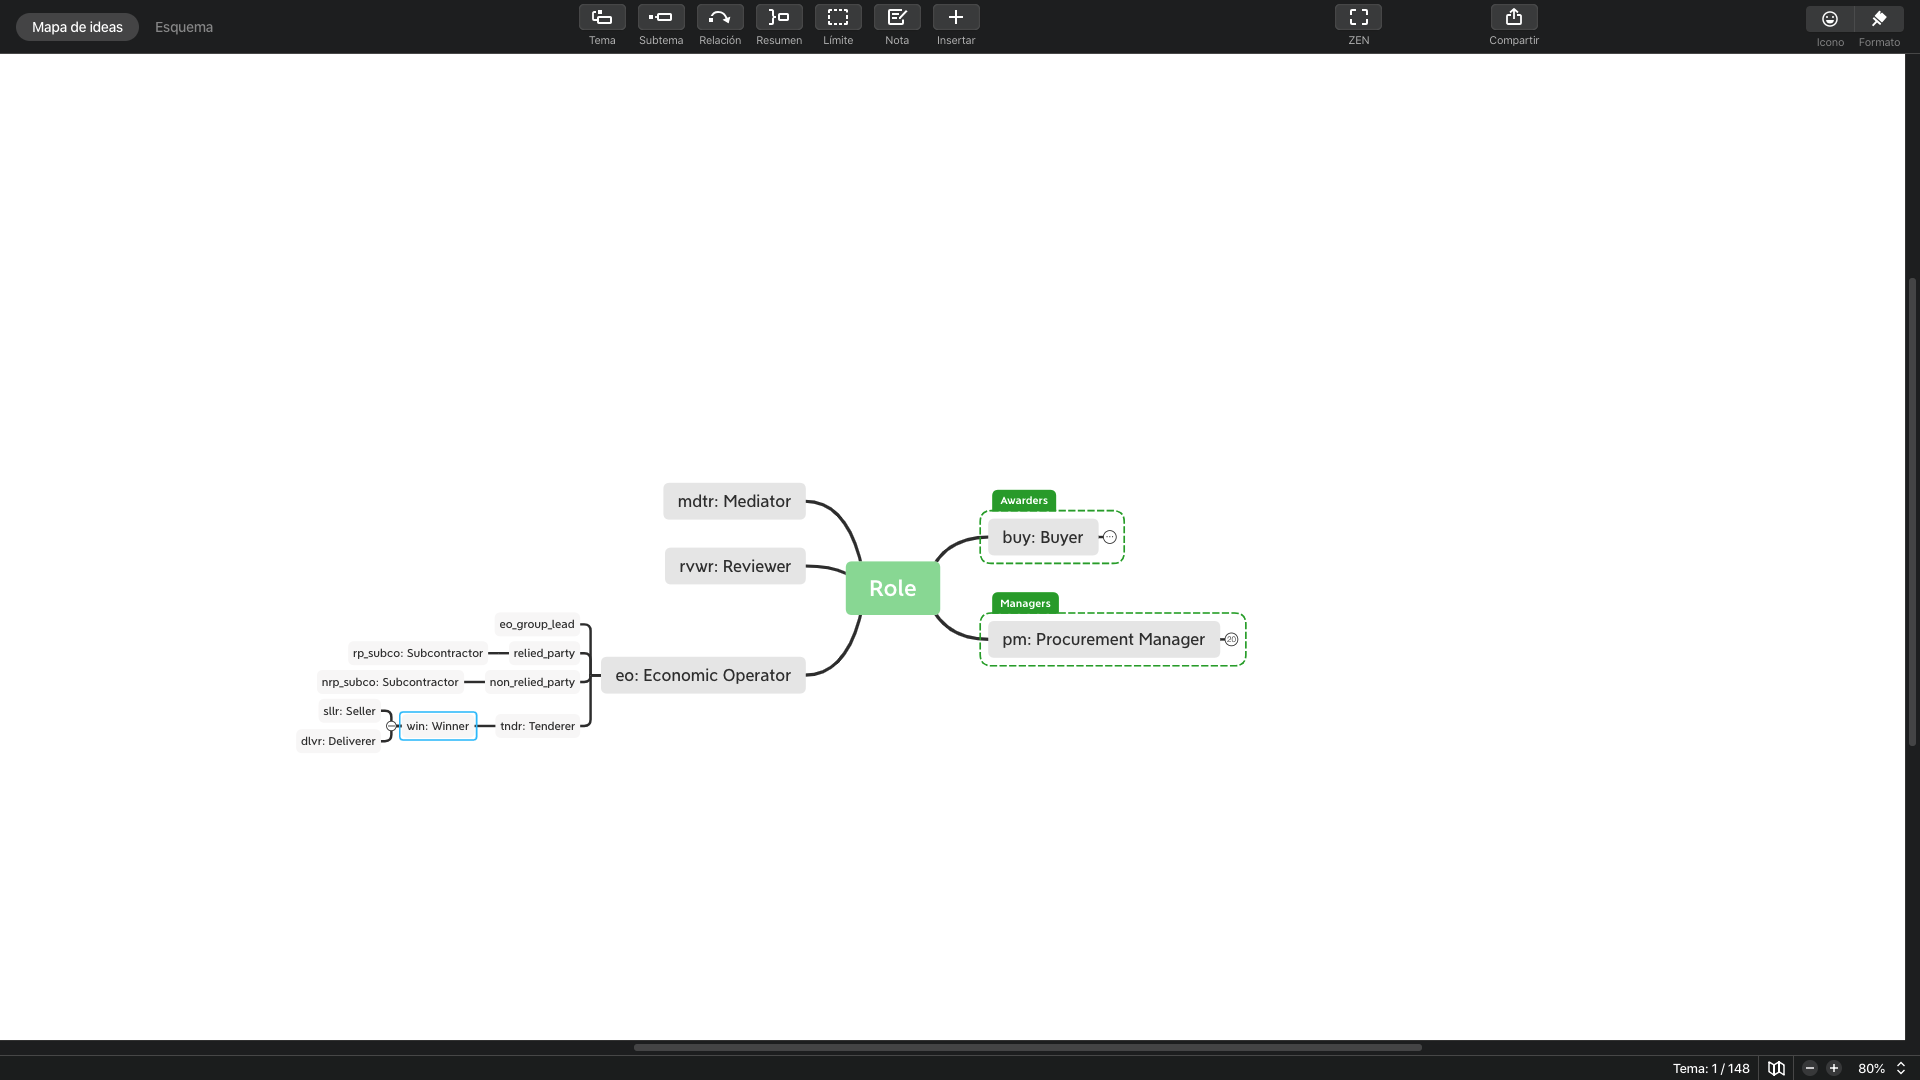 Mapa de ideas
Esquema
Tema
Subtema
Relación
Resumen
Límite
Nota
Insertar
ZEN
Compartir
Icono
Formato
mdtr: Mediator
rvwr: Reviewer
Role
Awarders
buy: Buyer
Managers
pm: Procurement Manager
20
eo_group_lead
rp_subco: Subcontractor
relied_party
eo: Economic Operator
nrp_subco: Subcontractor
non_relied_party
sllr: Seller
win: Winner
tndr: Tenderer
dlvr: Deliverer
Tema: 1 / 148
80%